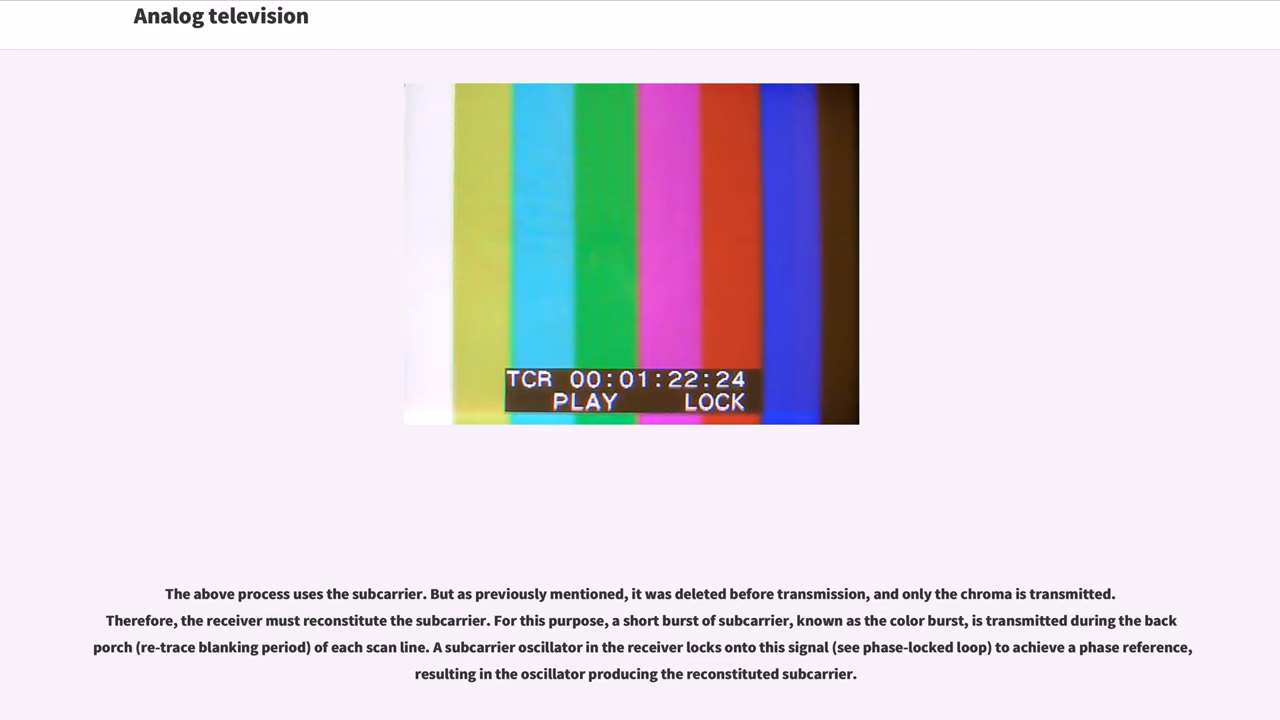 Analog television
TCR 00:01:22:24
PLAY LOCK
The above process uses the subcarrier. But as previously mentioned, it was deleted before transmission, and only the chroma is transmitted.
Therefore, the receiver must reconstitute the subcarrier. For this purpose, a short burst of subcarrier, known as the color burst, is transmitted during the back
porch (re-trace blanking period) of each scan line. A subcarrier oscillator in the receiver locks onto this signal (see phase-locked loop) to achieve a phase reference,
resulting in the oscillator producing the reconstituted subcarrier.